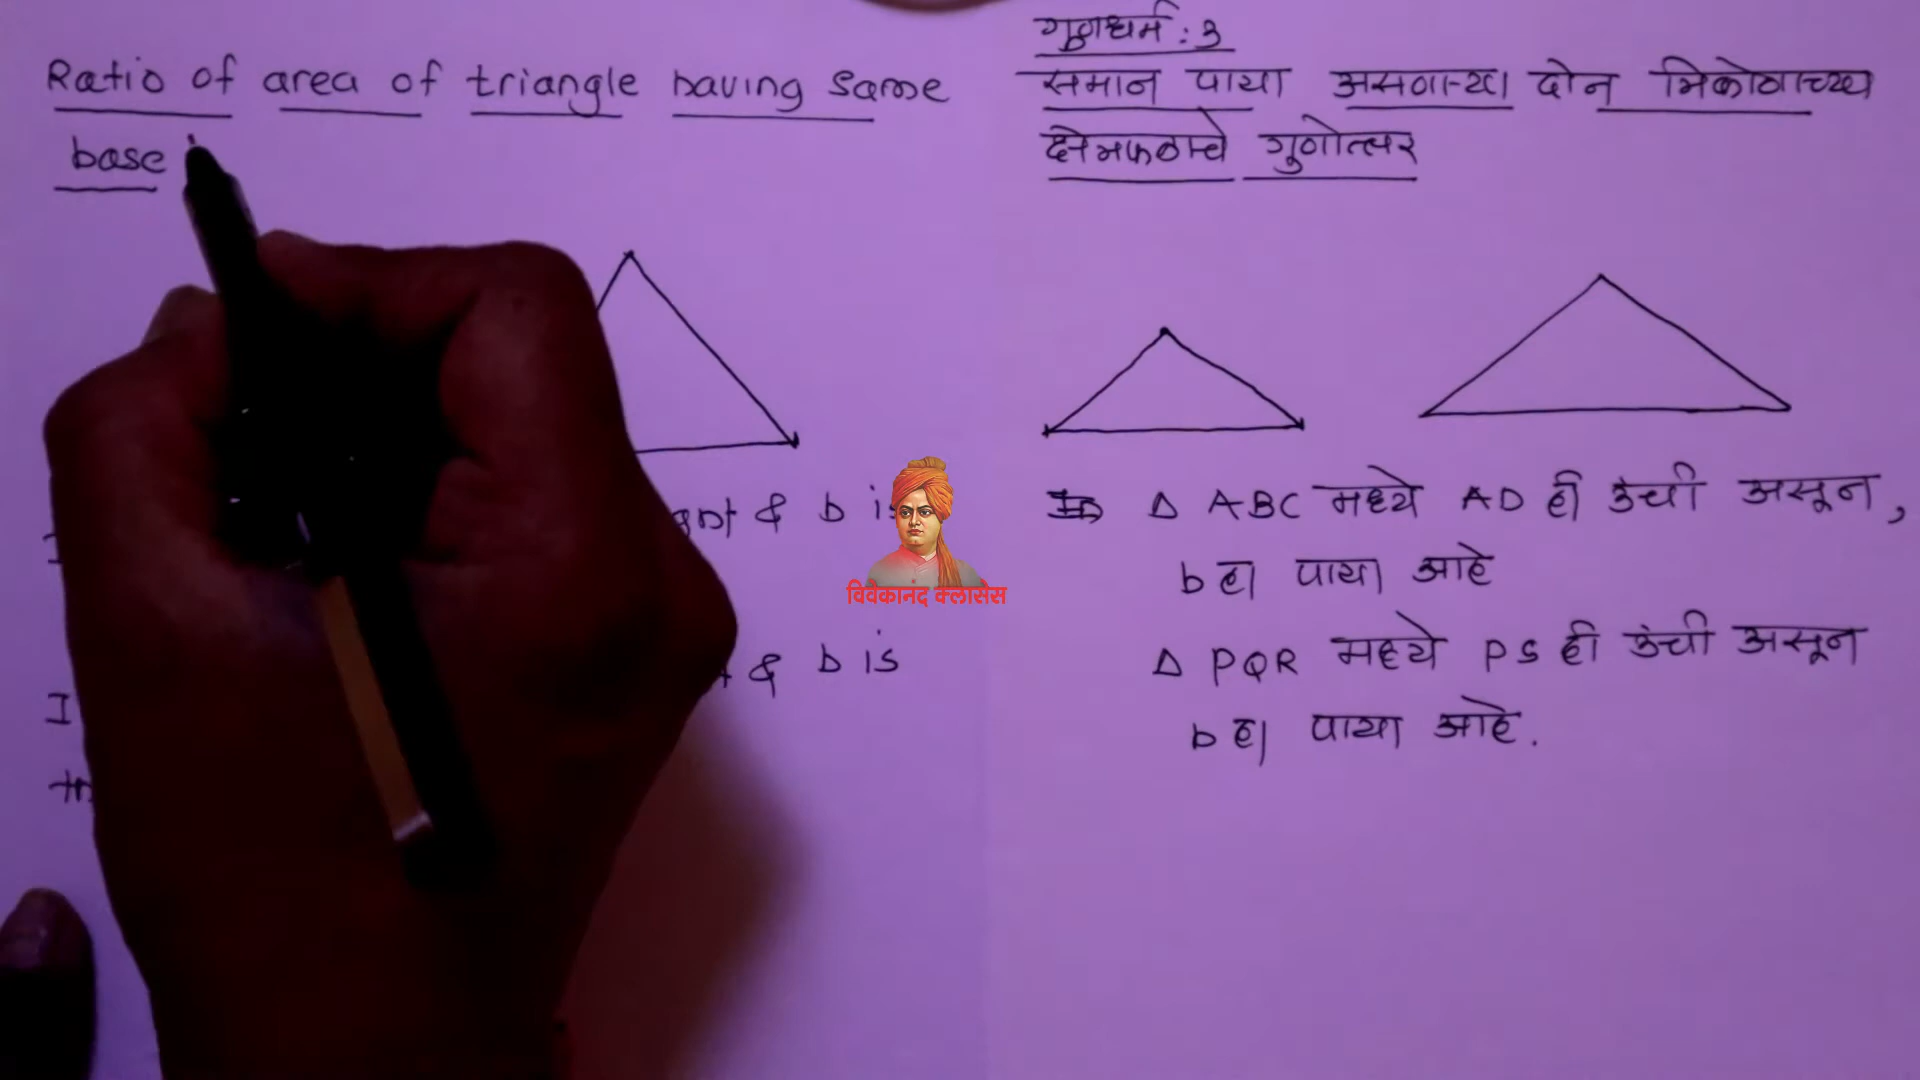 Ratio of area of triangle having same
base
& b is
& b is
गुणधर्म : 3
समान पाया असणाऱ्या दोन त्रिकोणाच्या
क्षेत्रफळाचे गुणोत्तर
Δ ABC मध्ये AD ही उंची असून,
b हा पाया आहे
Δ PQR मध्ये PS ही उंची असून
b हा पाया आहे.
विवेकानंद क्लासेस